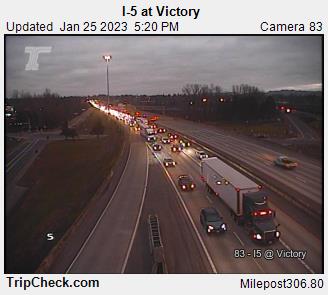 I-5 at Victory
Updated Jan 25 2023 5:20 PM Camera 83
T
S
83 - I5 @ Victory
TripCheck.com Milepost306.80